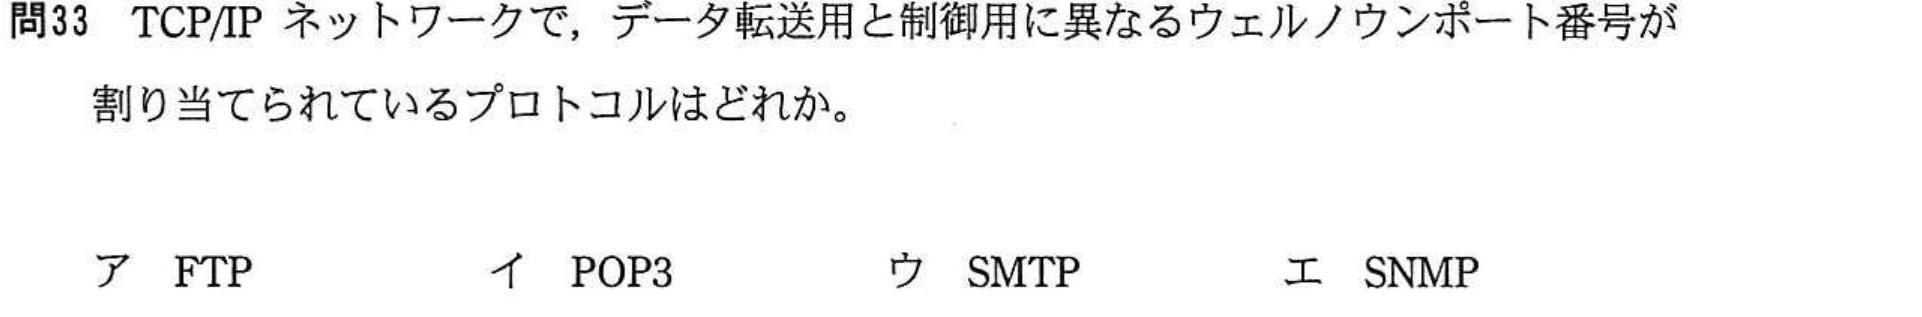 問33 TCP/IP ネットワークで，データ転送用と制御用に異なるウェルノウンポート番号が
割り当てられているプロトコルはどれか。
ア FTP イ POP3 ウ SMTP エ SNMP